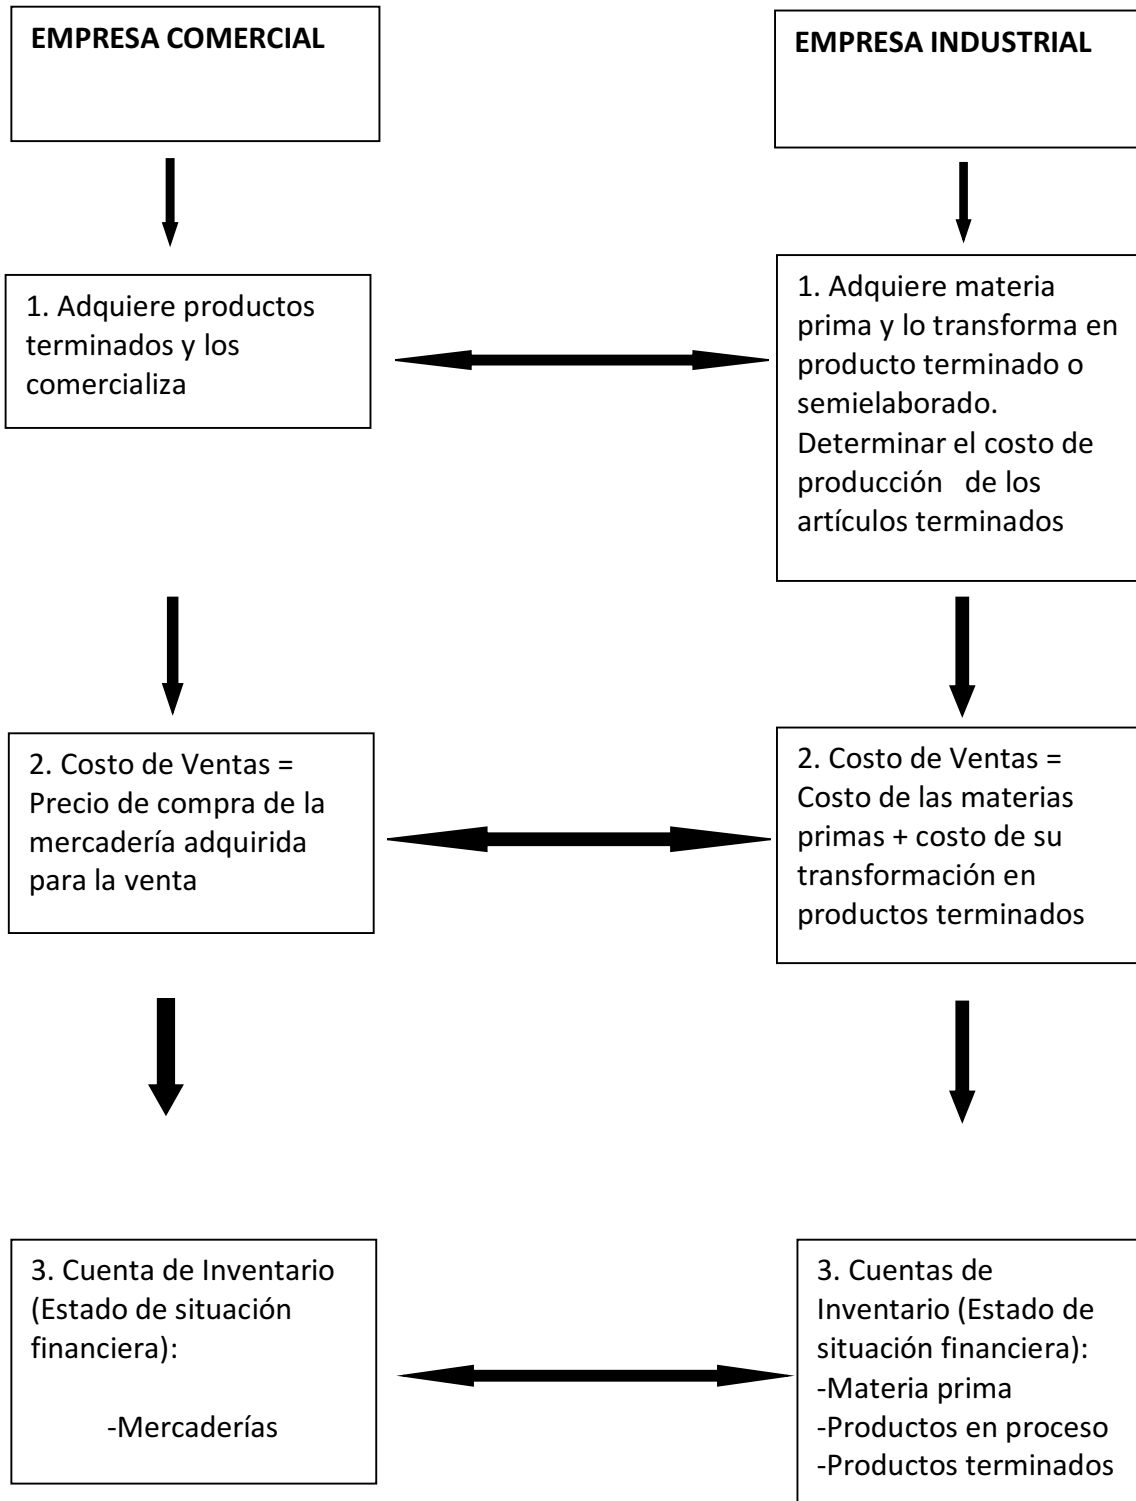 EMPRESA COMERCIAL
EMPRESA INDUSTRIAL
1. Adquiere productos
terminados y los
comercializa
1. Adquiere materia
prima y lo transforma en
producto terminado o
semielaborado.
Determinar el costo de
producción   de los
artículos terminados
2. Costo de Ventas =
Precio de compra de la
mercadería adquirida
para la venta
2. Costo de Ventas =
Costo de las materias
primas + costo de su
transformación en
productos terminados
3. Cuenta de Inventario
(Estado de situación
financiera):
-Mercaderías
3. Cuentas de
Inventario (Estado de
situación financiera):
-Materia prima
-Productos en proceso
-Productos terminados